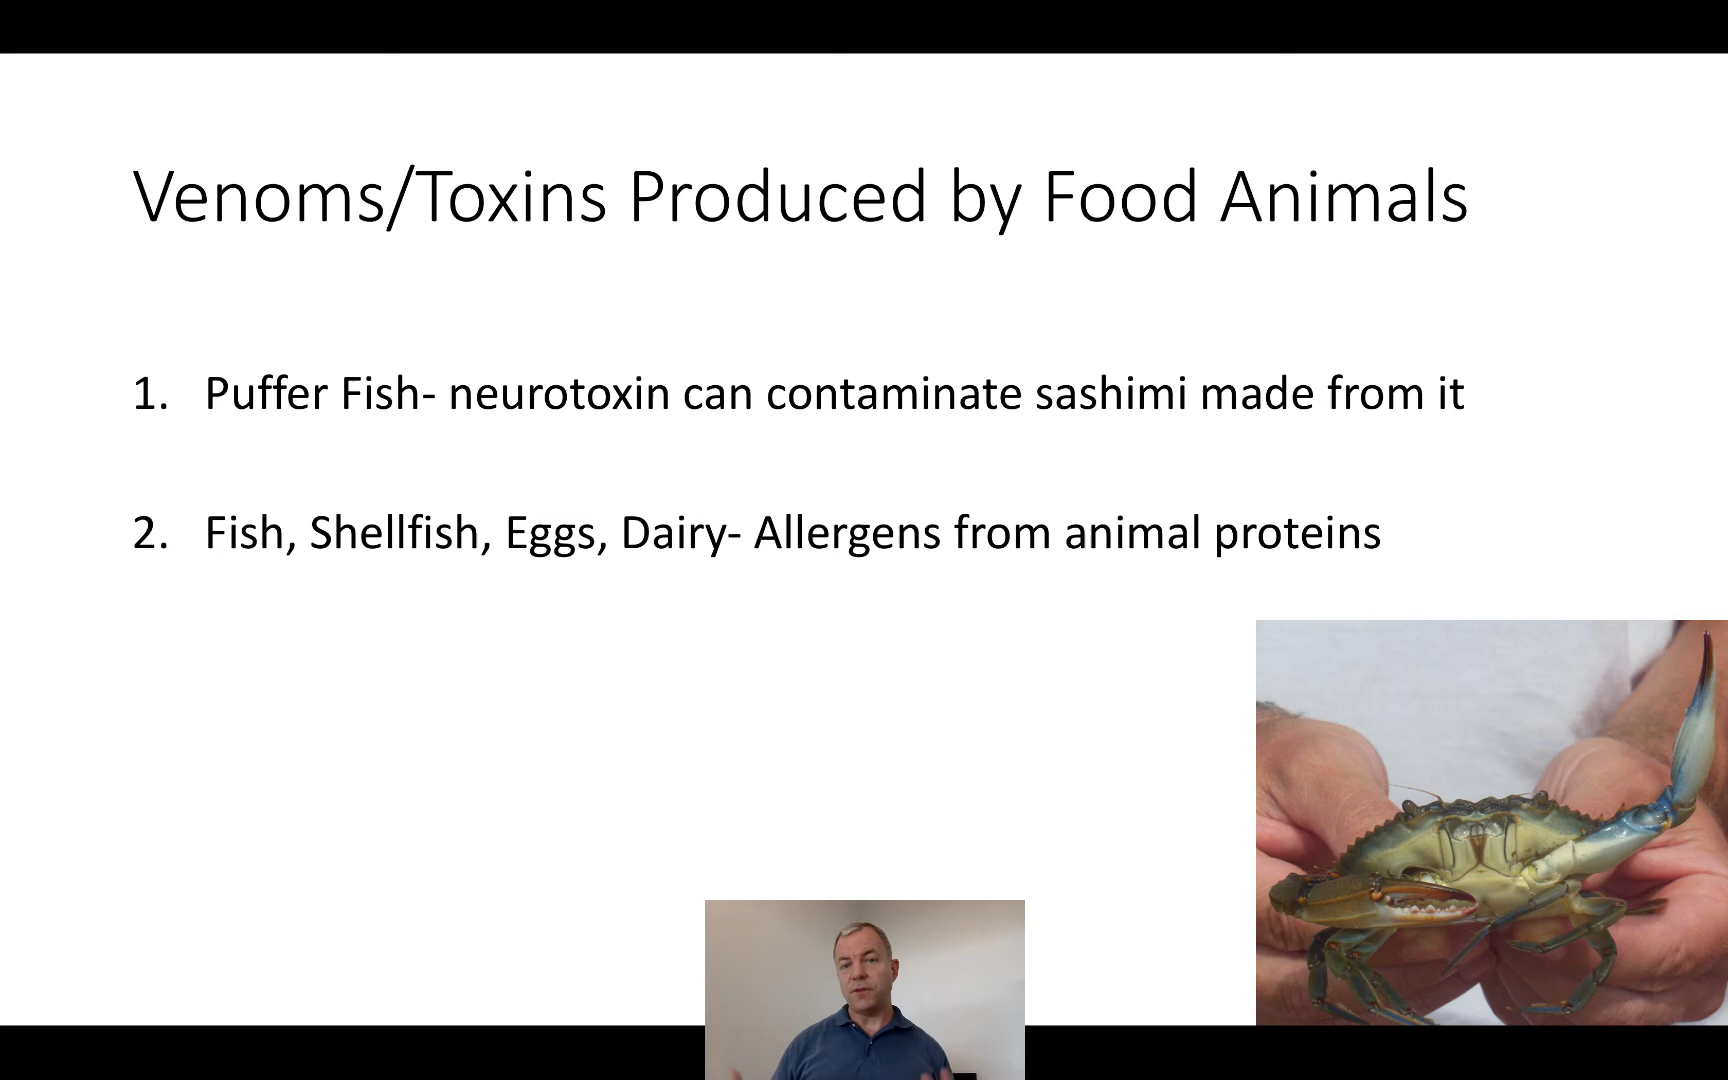 Venoms/Toxins Produced by Food Animals
1. Puffer Fish- neurotoxin can contaminate sashimi made from it
2. Fish, Shellfish, Eggs, Dairy- Allergens from animal proteins